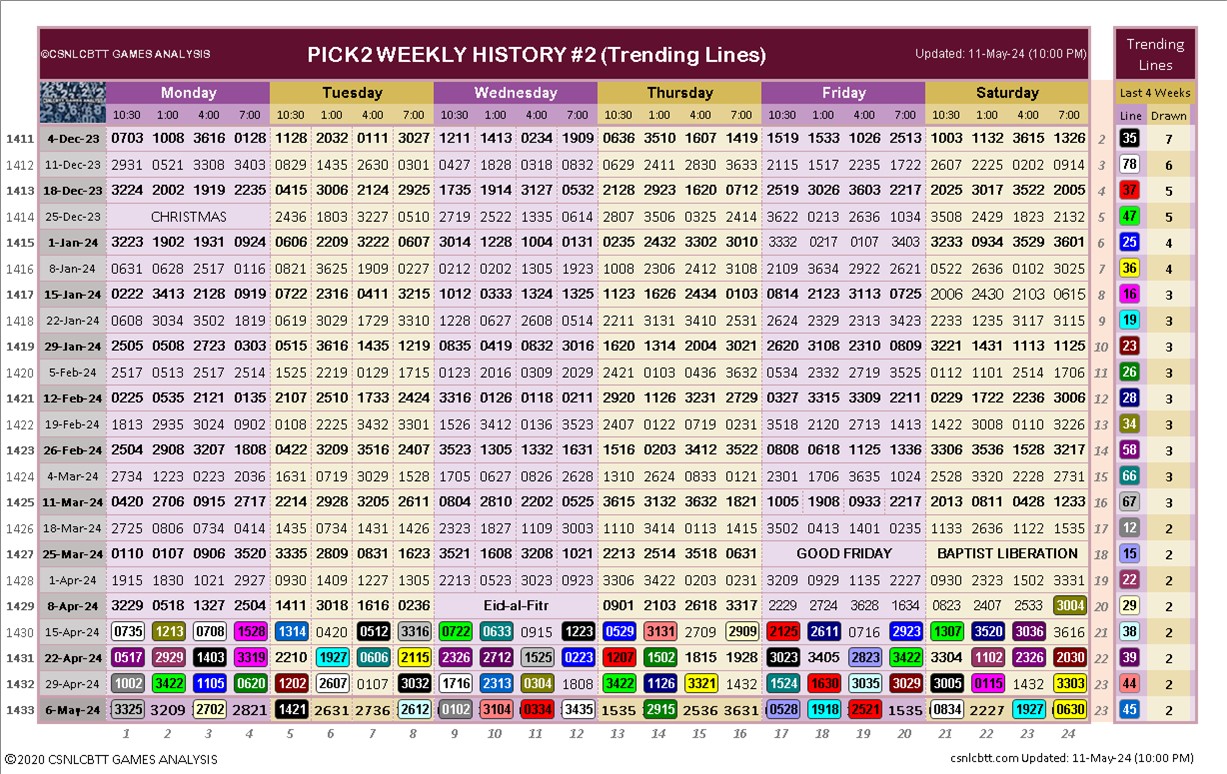 ©2020 CSNLCBTT GAMES ANALYSIS PICK2 WEEKLY HISTORY #2 (Trending Lines) Updated: 11-May-24 (10:00 PM) Trending Lines
Monday Tuesday Wednesday Thursday Friday Saturday Last 4 Weeks
10:30 1:00 4:00 7:00 10:30 1:00 4:00 7:00 10:30 1:00 4:00 7:00 10:30 1:00 4:00 7:00 10:30 1:00 4:00 7:00 10:30 1:00 4:00 7:00 Line Drawn
1411 4-Dec-23 0703 1008 3616 0128 1128 2032 0111 3027 1211 1413 0234 1909 0636 3510 1607 1419 1519 1533 1026 2513 1003 1132 3615 1326 2 35 7
1412 11-Dec-23 2931 0521 3308 3403 0829 1435 2630 0301 0427 1828 0318 0832 0629 2411 2830 3633 2115 1517 2235 1722 2607 2225 0202 0914 3 78 6
1413 18-Dec-23 3224 2002 1919 2235 0415 3006 2124 2925 1735 1914 3127 0532 2128 2923 1620 0712 2519 3026 3603 2217 2025 3017 3522 2005 4 37 5
1414 25-Dec-23 CHRISTMAS 2436 1803 3227 0510 2719 2522 1335 0614 2807 3506 0325 2414 3622 0213 2636 1034 3508 2429 1823 2132 5 47 5
1415 1-Jan-24 3223 1902 1931 0924 0606 2209 3222 0607 3014 1228 1004 0131 0235 2432 3302 3010 3332 0217 0107 3403 3233 0934 3529 3601 6 25 4
1416 8-Jan-24 0631 0628 2517 0116 0821 3625 1909 0227 0212 0202 1305 1923 1008 2306 2412 3108 2109 3634 2922 2621 0522 2636 0102 3025 7 36 4
1417 15-Jan-24 0222 3413 2128 0919 0722 2316 0411 3215 1012 0333 1324 1325 1123 1626 2434 0103 0814 2123 3113 0725 2006 2430 2103 0615 8 16 3
1418 22-Jan-24 0608 3034 3502 1819 0619 3029 1729 3310 1228 0627 2608 0514 2211 3131 3410 2531 2624 2329 2313 3423 2233 1235 3117 3115 9 19 3
1419 29-Jan-24 2505 0508 2723 0303 0515 3616 1435 1219 0835 0419 0832 3016 1620 1314 2004 3021 2620 3108 2310 0809 3221 1431 1113 1125 10 23 3
1420 5-Feb-24 2517 0513 2517 2514 1525 2219 0129 1715 0123 2016 0309 2029 2421 0103 0436 3632 0534 2332 2719 3525 0112 1101 2514 1706 11 26 3
1421 12-Feb-24 0225 0535 2121 0135 2107 2510 1733 2424 3316 0126 0118 0211 2920 1126 3231 2729 0327 3315 3309 2211 0229 1722 2236 3006 12 28 3
1422 19-Feb-24 1813 2935 3024 0902 0108 2225 3432 3301 1526 3412 0136 3523 2407 0122 0719 0231 3518 2120 2713 1413 1422 3008 0110 3226 13 34 3
1423 26-Feb-24 2504 2908 3207 1808 0422 3209 3516 2407 3523 1305 1332 1631 1516 0203 3412 3522 0808 0618 1125 1336 3306 3536 1528 3217 14 58 3
1424 4-Mar-24 2734 1223 0223 2036 1631 0719 3029 1526 1705 0627 0826 2628 1310 2624 0833 0121 2301 1706 3635 1024 2528 3320 2228 2731 15 66 3
1425 11-Mar-24 0420 2706 0915 2717 2214 2928 3205 2611 0804 2810 2202 0525 3615 3132 3632 1821 1005 1908 0933 2217 2013 0811 0428 1233 16 67 3
1426 18-Mar-24 2725 0806 0734 0414 1435 0734 1431 1426 2323 1827 1109 3003 1110 3414 0113 1415 3502 0413 1401 0235 1133 2636 1122 1535 17 12 2
1427 25-Mar-24 0110 0107 0906 3520 3335 2809 0831 1623 3521 1608 3208 1021 2213 2514 3518 0631 GOOD FRIDAY BAPTIST LIBERATION 18 15 2
1428 1-Apr-24 1915 1830 1021 2927 0930 1409 1227 1305 2213 0523 3023 0923 3306 3422 0203 0231 3209 0929 1135 2227 0930 2323 1502 3331 19 22 2
1429 8-Apr-24 3229 0518 1327 2504 1411 3018 1616 0236 Eid-al-Fitr 0901 2103 2618 3317 2229 2724 3628 1634 0823 2407 2533 3004 20 29 2
1430 15-Apr-24 0735 1213 0708 1528 1314 0420 0512 3316 0722 0633 0915 1223 0529 3131 2709 2909 2125 2611 0716 2923 1307 3520 3036 3616 21 38 2
1431 22-Apr-24 0517 2929 1403 3319 2210 1927 0606 2115 2326 2712 1525 0223 1207 1502 1815 1928 3023 3405 2823 3422 3304 1102 2326 2030 22 39 2
1432 29-Apr-24 1002 3422 1105 0620 1202 2607 0107 3032 1716 2313 0304 1808 3422 1126 3321 1432 1524 1630 3035 3029 3005 0115 1432 3303 23 44 2
1433 6-May-24 3325 3209 2702 2821 1421 2631 2736 2612 0102 3104 0334 3435 1535 2915 2536 3631 0528 1918 2521 1535 0834 2227 1927 0630 23 45 2
1 2 3 4 5 6 7 8 9 10 11 12 13 14 15 16 17 18 19 20 21 22 23 24
©2020 CSNLCBTT GAMES ANALYSIS csnlcbtt.com Updated: 11-May-24 (10:00 PM)